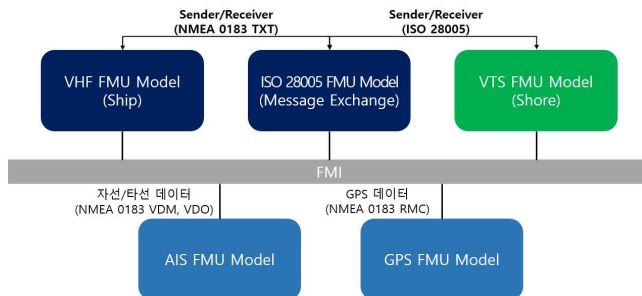 Sender/Receiver
(NMEA 0183 TXT)
Sender/Receiver
(ISO 28005)
VHF FMU Model
(Ship)
ISO 28005 FMU Model
(Message Exchange)
VTS FMU Model
(Shore)
FMI
자선/타선 데이터
(NMEA 0183 VDM, VDO)
GPS 데이터
(NMEA 0183 RMC)
AIS FMU Model
GPS FMU Model